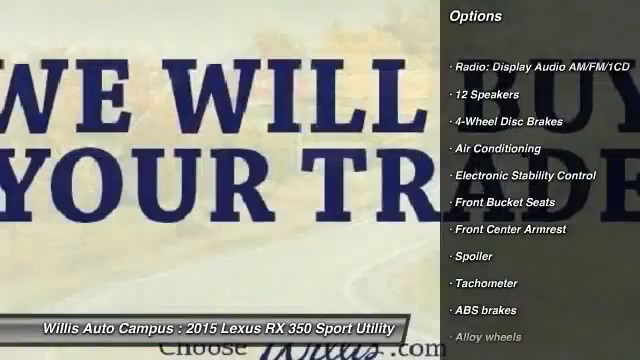 WE WILL BUY
YOUR TRADE
Options
· Radio: Display Audio AM/FM/1CD
· 12 Speakers
· 4-Wheel Disc Brakes
· Air Conditioning
· Electronic Stability Control
· Front Bucket Seats
· Front Center Armrest
· Spoiler
· Tachometer
· ABS brakes
· Alloy wheels
Willis Auto Campus : 2015 Lexus RX 350 Sport Utility
Choose Willis.com